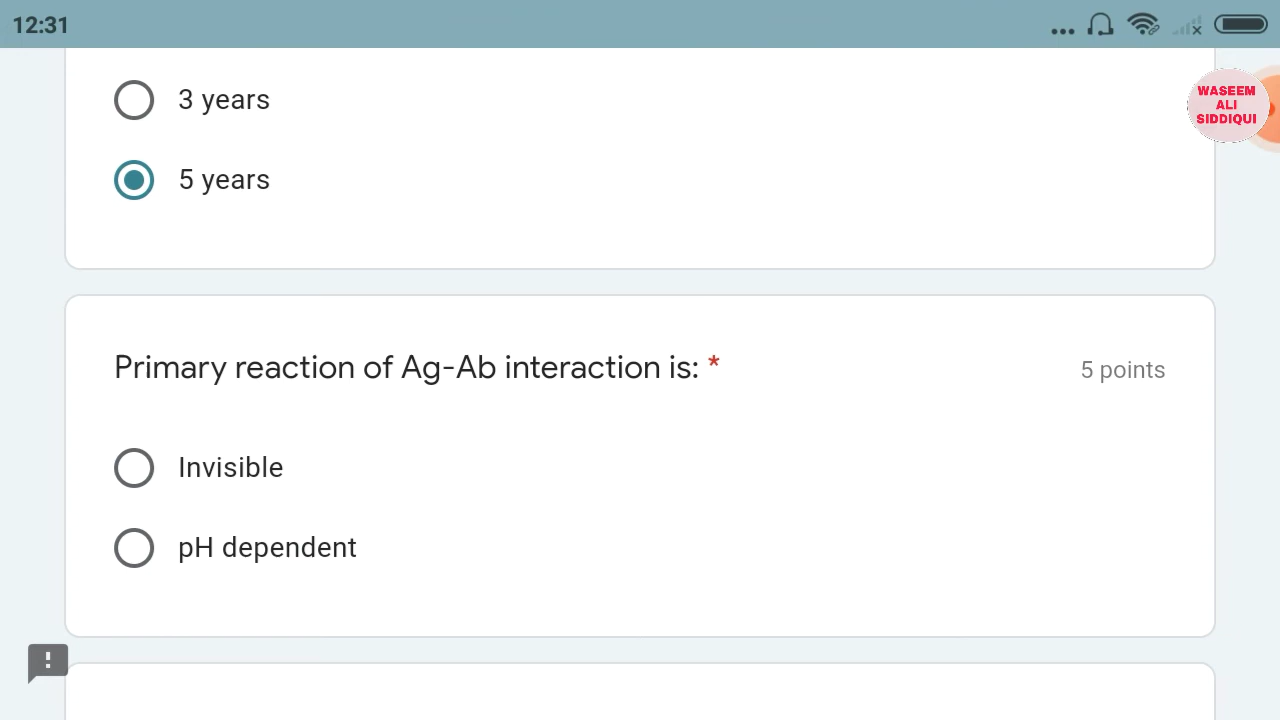 12:31
3 years
WASEEM
ALI
SIDDIQUI
5 years
Primary reaction of Ag-Ab interaction is: *
5 points
Invisible
pH dependent